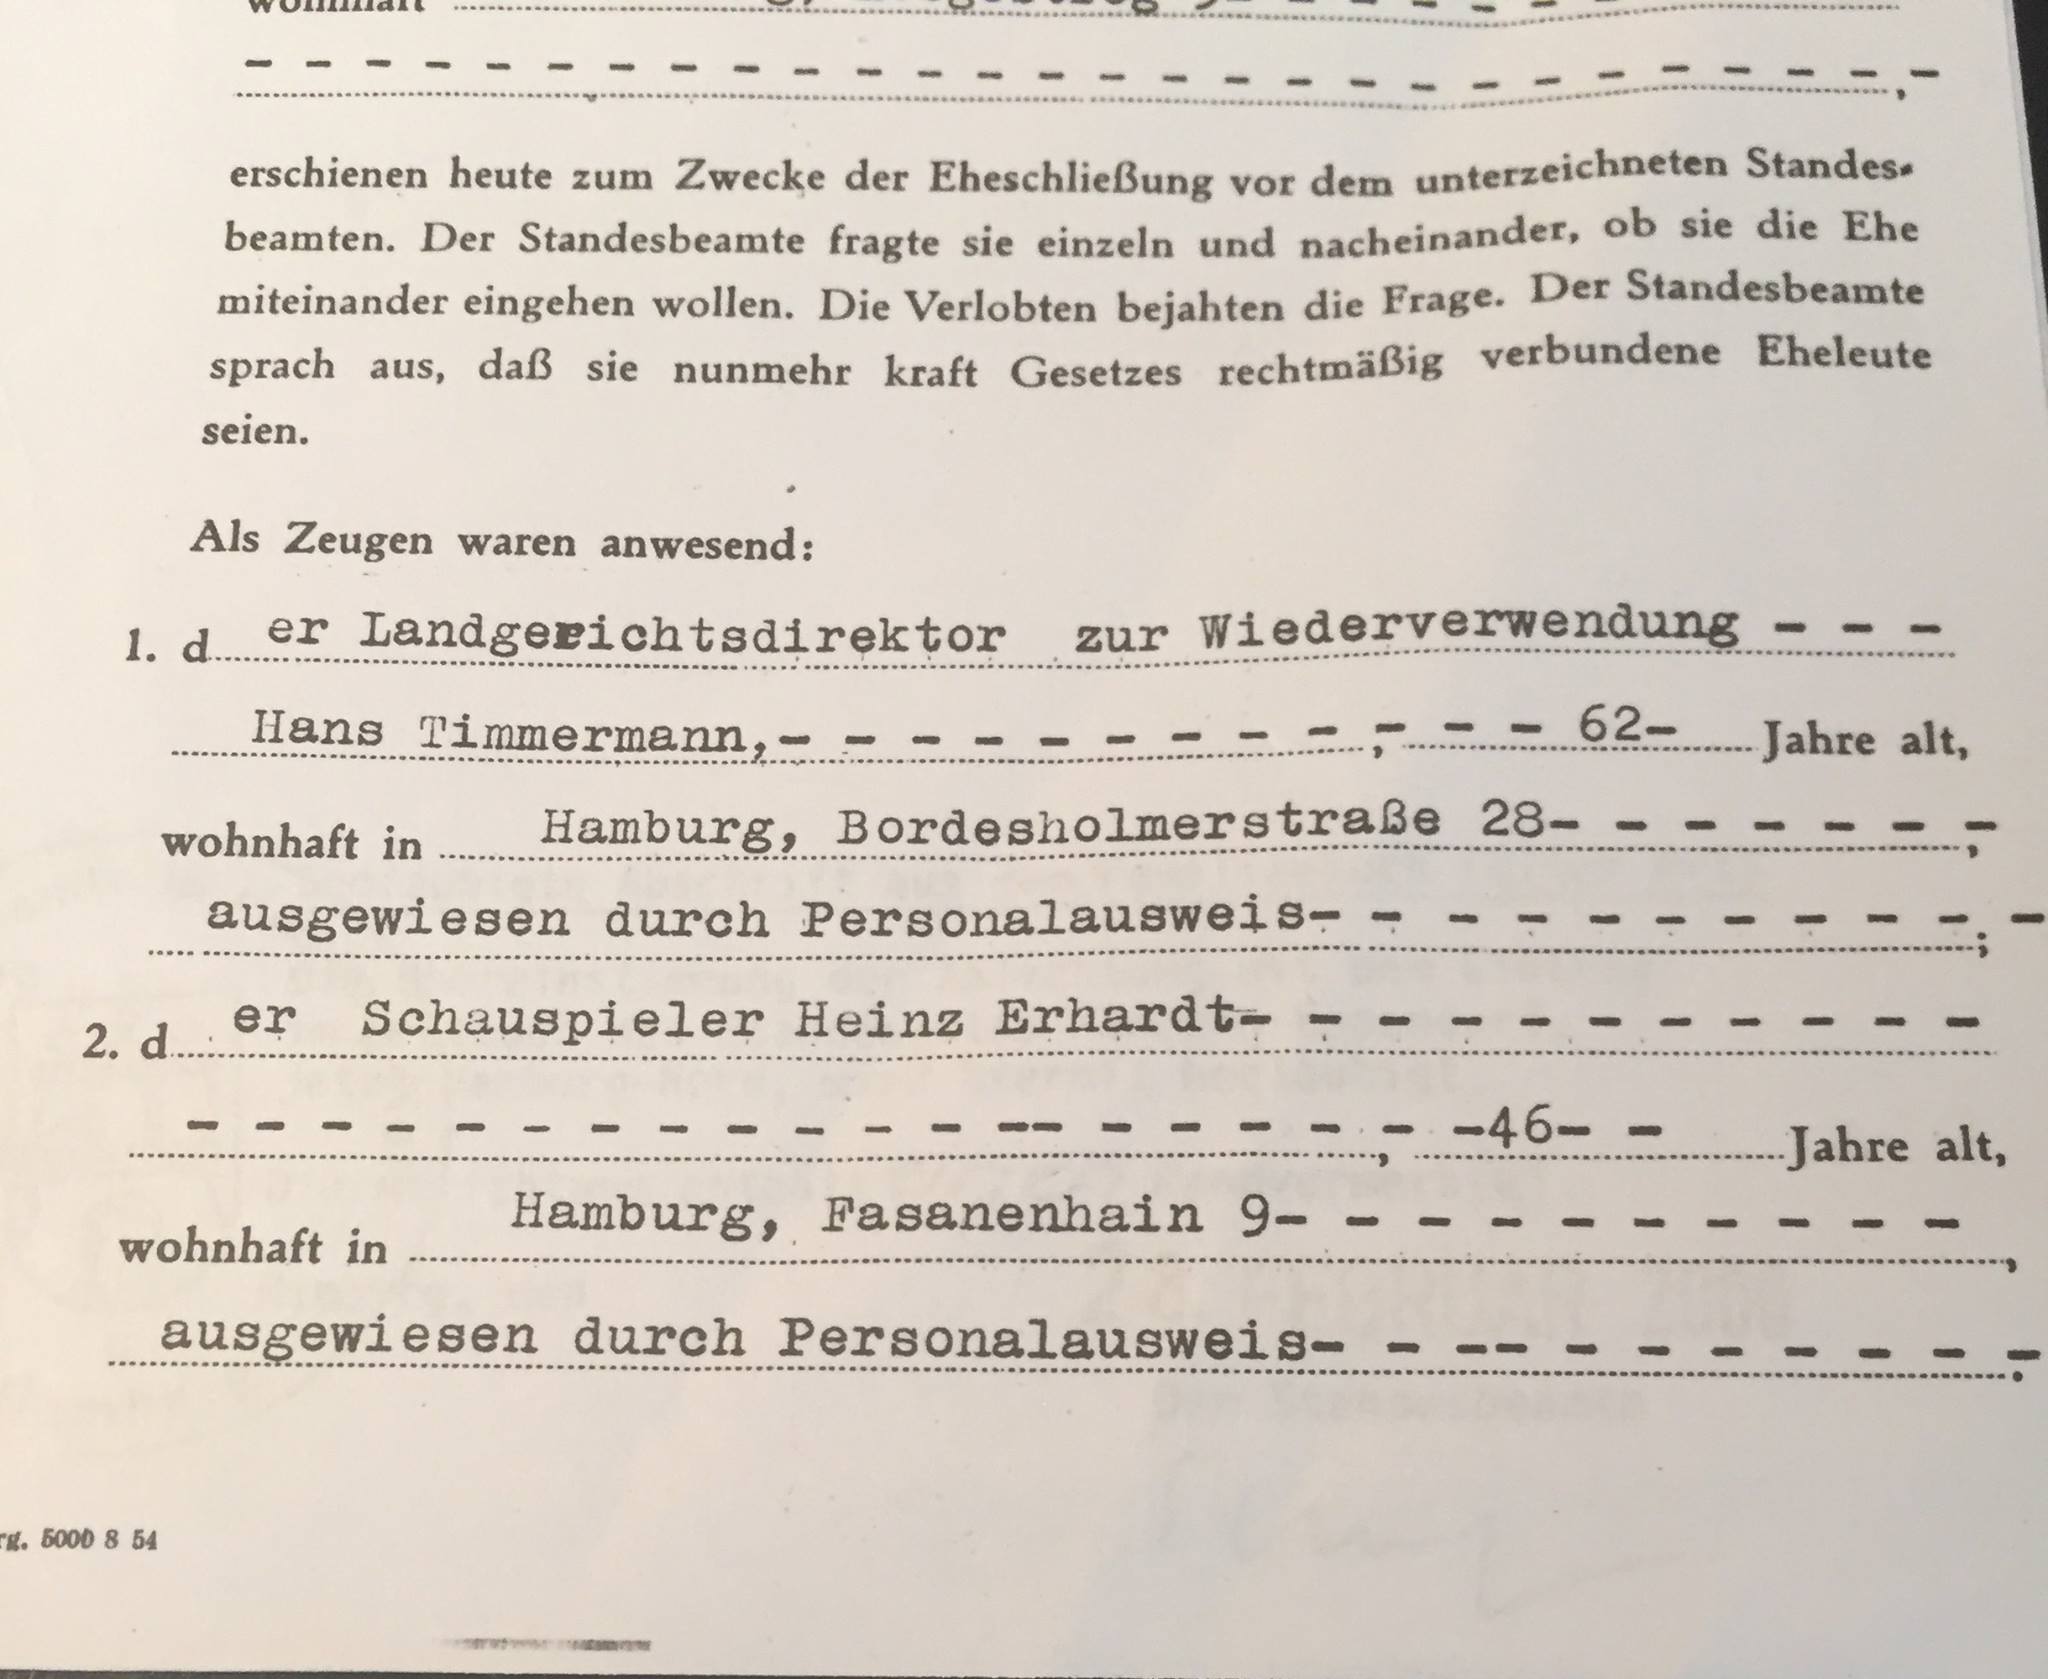 wohnhaft
- - - - - - - - - - - - - - - - - - - - - - - - - - - - ,-
erschienen heute zum Zwecke der Eheschließung vor dem unterzeichneten Standes-
beamten. Der Standesbeamte fragte sie einzeln und nacheinander, ob sie die Ehe
miteinander eingehen wollen. Die Verlobten bejahten die Frage. Der Standesbeamte
sprach aus, daß sie nunmehr kraft Gesetzes rechtmäßig verbundene Eheleute
seien.
Als Zeugen waren anwesend:
1. d er Landgerichtsdirektor zur Wiederverwendung - - -
Hans Timmermann,- - - - - - - - - ,- - - 62- Jahre alt,
wohnhaft in Hamburg, Bordesholmerstraße 28- - - - - - ,-
ausgewiesen durch Personalausweis- - - - - - - - - - ; -
2. d er Schauspieler Heinz Erhardt- - - - - - - - - - -
- - - - - - - - - - - - -- - - - - , - -46- - Jahre alt,
wohnhaft in Hamburg, Fasanenhain 9- - - - - - - - - - ,
ausgewiesen durch Personalausweis- - -- - - - - - - - .
rg. 5000 8 54